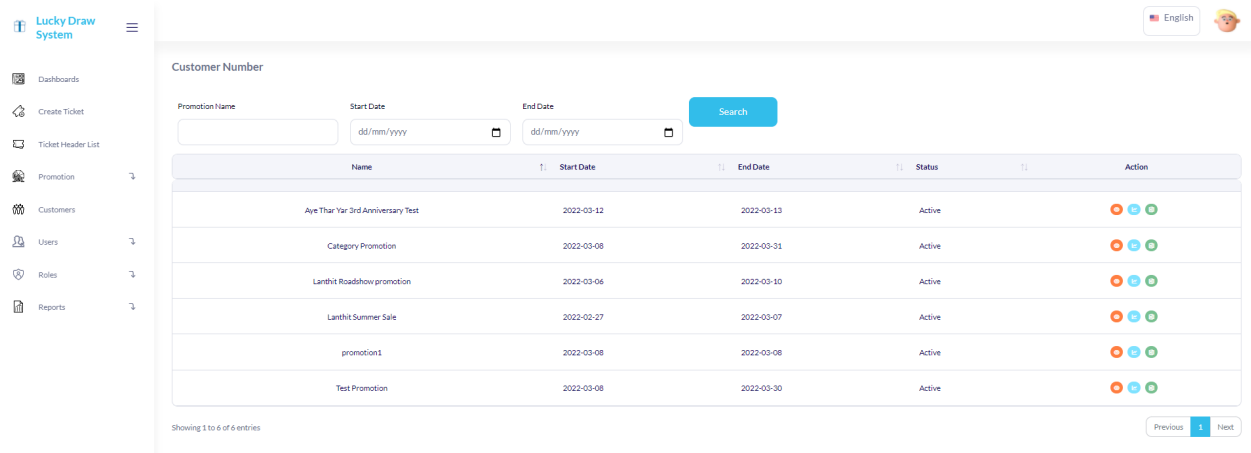 Lucky Draw
System
English
Dashboards
Create Ticket
Ticket Header List
Promotion
Customers
Users
Roles
Reports
Customer Number
Promotion Name Start Date End Date
dd/mm/yyyy dd/mm/yyyy Search
Name Start Date End Date Status Action
Aye Thar Yar 3rd Anniversary Test 2022-03-12 2022-03-13 Active
Category Promotion 2022-03-08 2022-03-31 Active
Lanthit Roadshow promotion 2022-03-06 2022-03-10 Active
Lanthit Summer Sale 2022-02-27 2022-03-07 Active
promotion1 2022-03-08 2022-03-08 Active
Test Promotion 2022-03-08 2022-03-30 Active
Showing 1 to 6 of 6 entries
Previous 1 Next